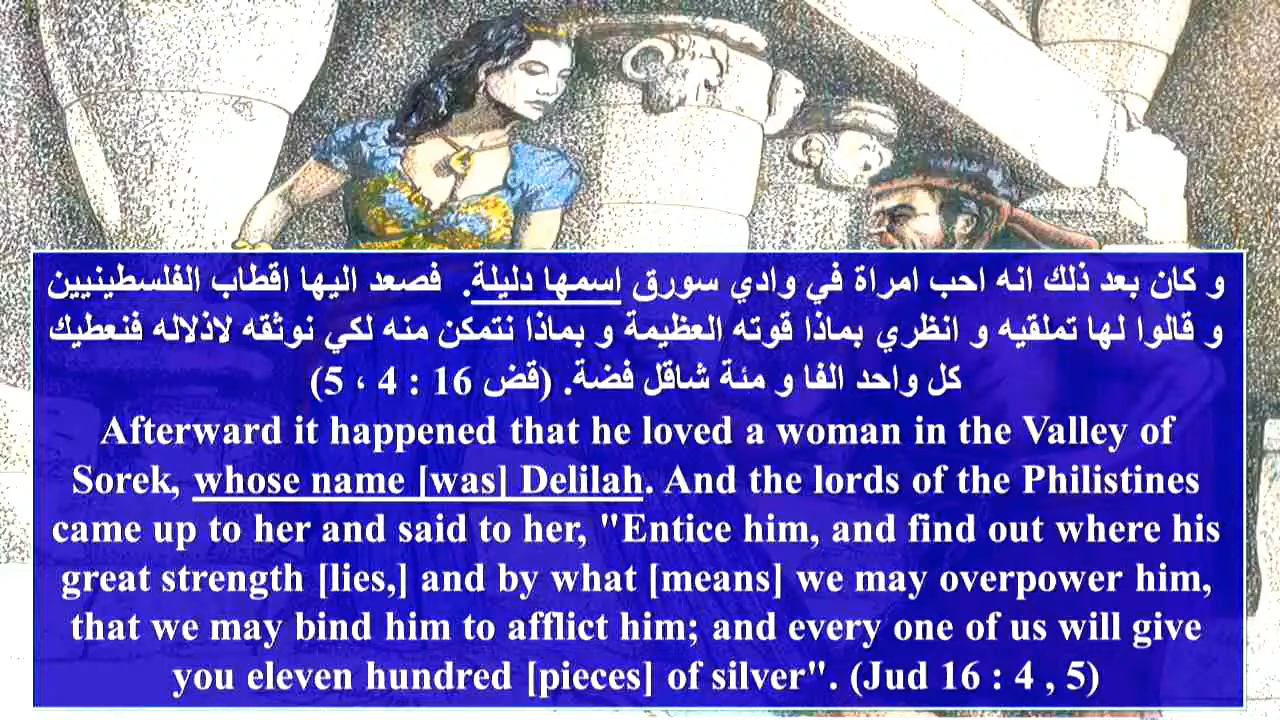 و كان بعد ذلك انه احب امراة في وادي سورق اسمها دليلة. فصعد اليها اقطاب الفلسطينيين
و قالوا لها تملقيه و انظري بماذا قوته العظيمة و بماذا نتمكن منه لكي نوثقه لاذلاله فنعطيك
كل واحد الفا و مئة شاقل فضة. (قض 16 : 4 ، 5)
Afterward it happened that he loved a woman in the Valley of
Sorek, whose name [was] Delilah. And the lords of the Philistines
came up to her and said to her, "Entice him, and find out where his
great strength [lies,] and by what [means] we may overpower him,
that we may bind him to afflict him; and every one of us will give
you eleven hundred [pieces] of silver". (Jud 16 : 4 , 5)